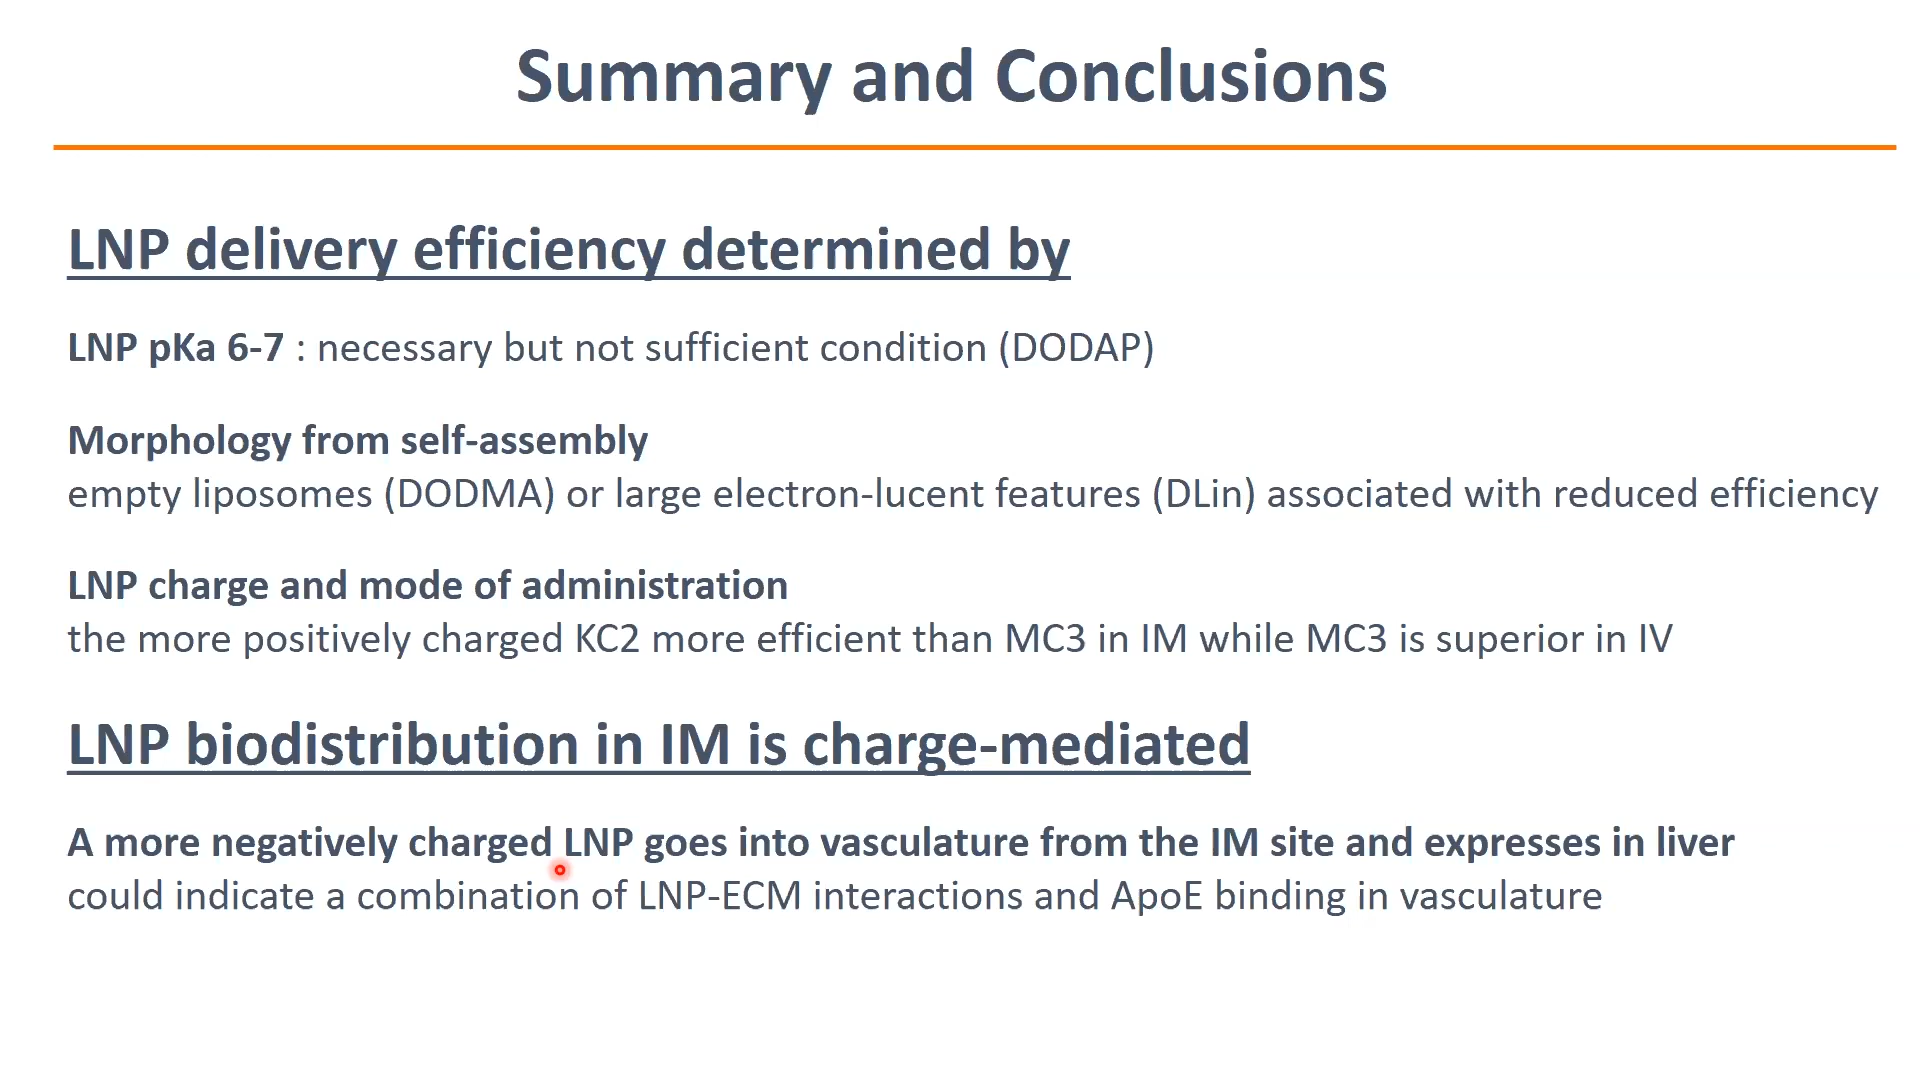 Summary and Conclusions
LNP delivery efficiency determined by
LNP pKa 6-7 : necessary but not sufficient condition (DODAP)
Morphology from self-assembly
empty liposomes (DODMA) or large electron-lucent features (DLin) associated with reduced efficiency
LNP charge and mode of administration
the more positively charged KC2 more efficient than MC3 in IM while MC3 is superior in IV
LNP biodistribution in IM is charge-mediated
A more negatively charged LNP goes into vasculature from the IM site and expresses in liver
could indicate a combination of LNP-ECM interactions and ApoE binding in vasculature